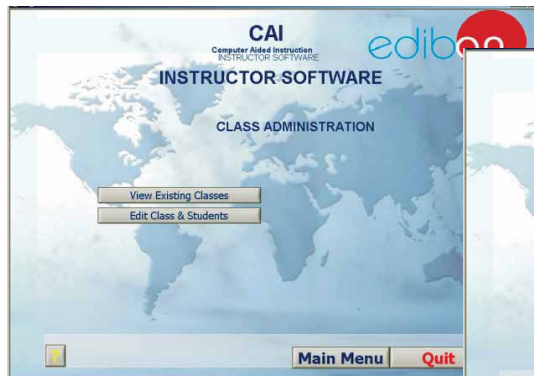 CAI
Computer Aided Instruction
INSTRUCTOR SOFTWARE
edibon
INSTRUCTOR SOFTWARE
CLASS ADMINISTRATION
View Existing Classes
Edit Class & Students
?
Main Menu
Quit